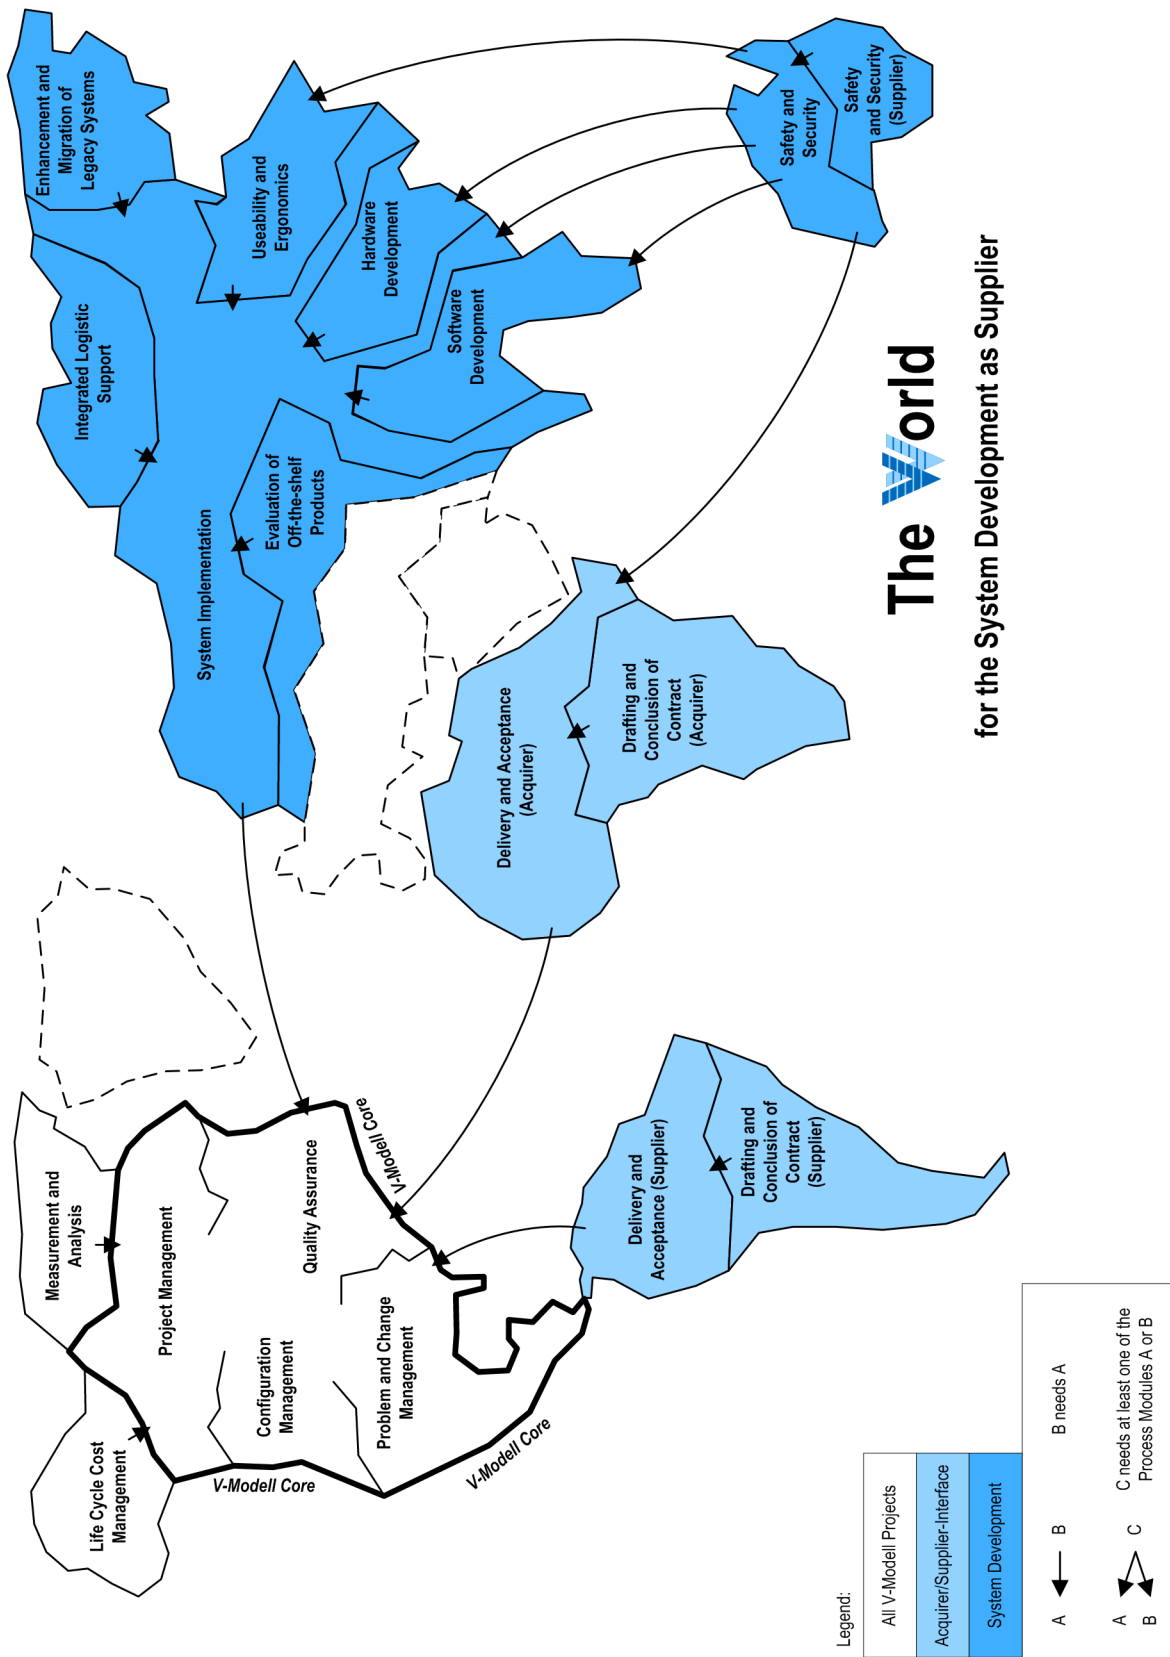 Measurement and
Analysis
Life Cycle Cost
Management
Project Management
Configuration
Management
Quality Assurance
Problem and Change
Management
V-Modell Core
V-Modell Core
V-Modell Core
Delivery and
Acceptance (Supplier)
Drafting and
Conclusion of
Contract
(Supplier)
Delivery and Acceptance
(Acquirer)
Drafting and
Conclusion of
Contract
(Acquirer)
System Implementation
Integrated Logistic
Support
Enhancement and
Migration of
Legacy Systems
Evaluation of
Off-the-shelf
Products
Useability and
Ergonomics
Hardware
Development
Software
Development
Safety and
Security
Safety
and Security
(Supplier)
The World
for the System Development as Supplier
Legend:
All V-Modell Projects
Acquirer/Supplier-Interface
System Development
A B B needs A
A C C needs at least one of the
B Process Modules A or B